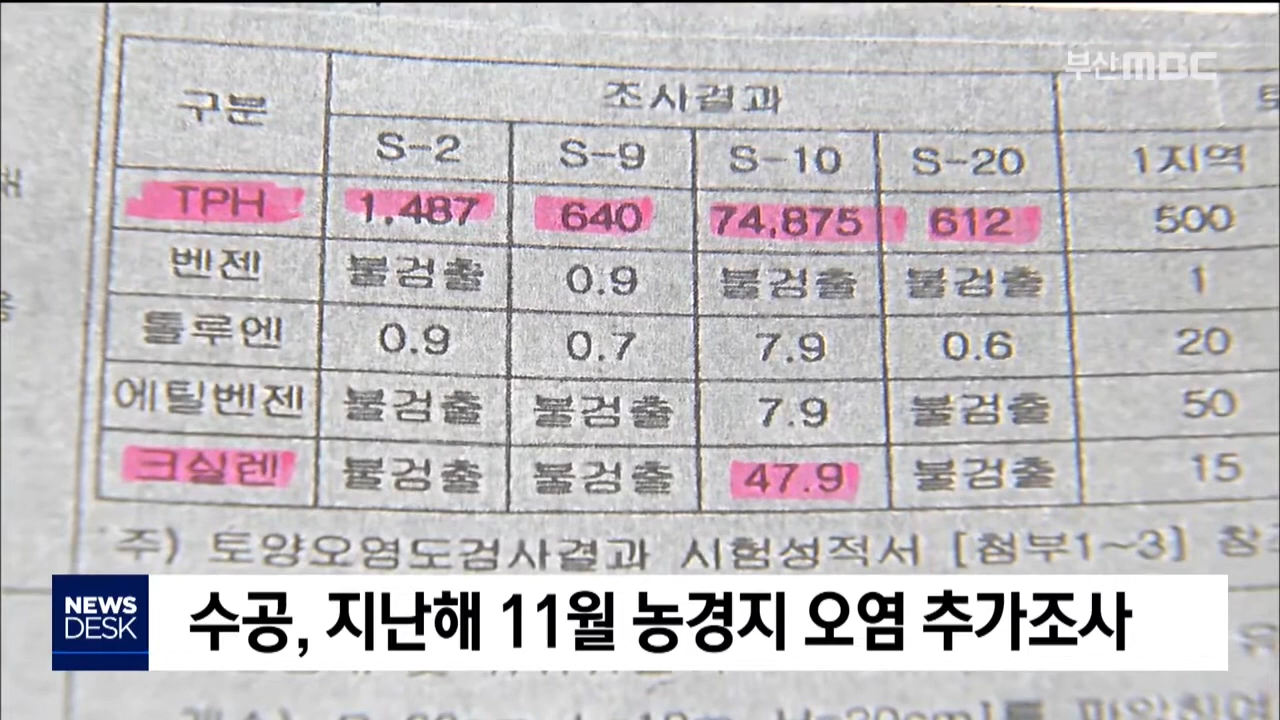 부산MBC
구분 조사결과
S-2 S-9 S-10 S-20 1지역
TPH 1,487 640 74,875 612 500
벤젠 불검출 0.9 불검출 불검출 1
톨루엔 0.9 0.7 7.9 0.6 20
에틸벤젠 불검출 불검출 7.9 불검출 50
크실렌 불검출 불검출 47.9 불검출 15
주) 토양오염도검사결과 시험성적서 [첨부1~3]
NEWS
DESK
수공, 지난해 11월 농경지 오염 추가조사